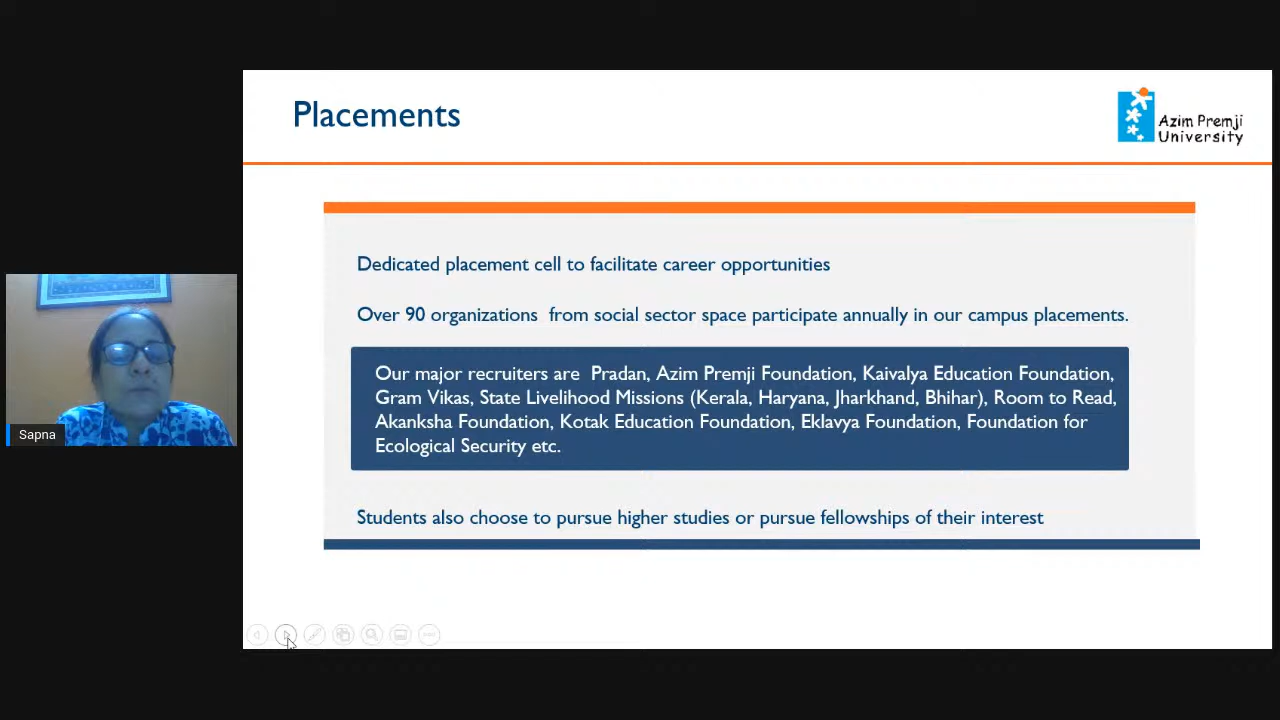 Placements
Azim Premji
University
Dedicated placement cell to facilitate career opportunities
Over 90 organizations from social sector space participate annually in our campus placements.
Our major recruiters are Pradan, Azim Premji Foundation, Kaivalya Education Foundation,
Gram Vikas, State Livelihood Missions (Kerala, Haryana, Jharkhand, Bhihar), Room to Read,
Akanksha Foundation, Kotak Education Foundation, Eklavya Foundation, Foundation for
Ecological Security etc.
Students also choose to pursue higher studies or pursue fellowships of their interest
Sapna